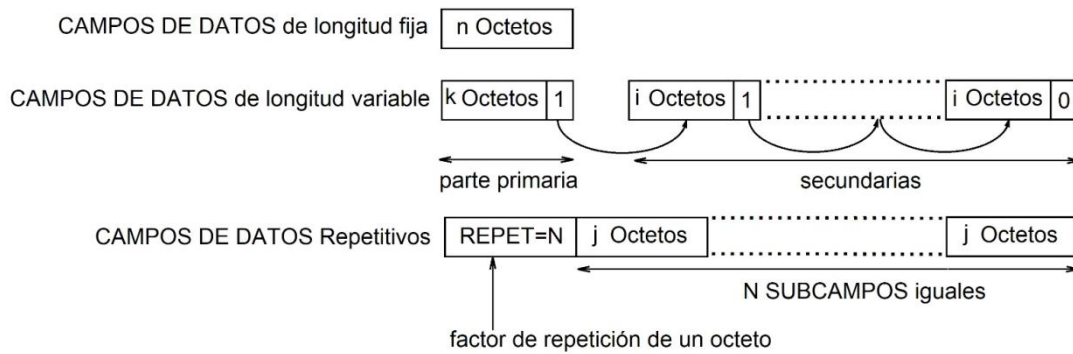 CAMPOS DE DATOS de longitud fija n Octetos
CAMPOS DE DATOS de longitud variable k Octetos 1 i Octetos 1 i Octetos 0
parte primaria secundarias
CAMPOS DE DATOS Repetitivos REPET=N j Octetos j Octetos
N SUBCAMPOS iguales
factor de repetición de un octeto